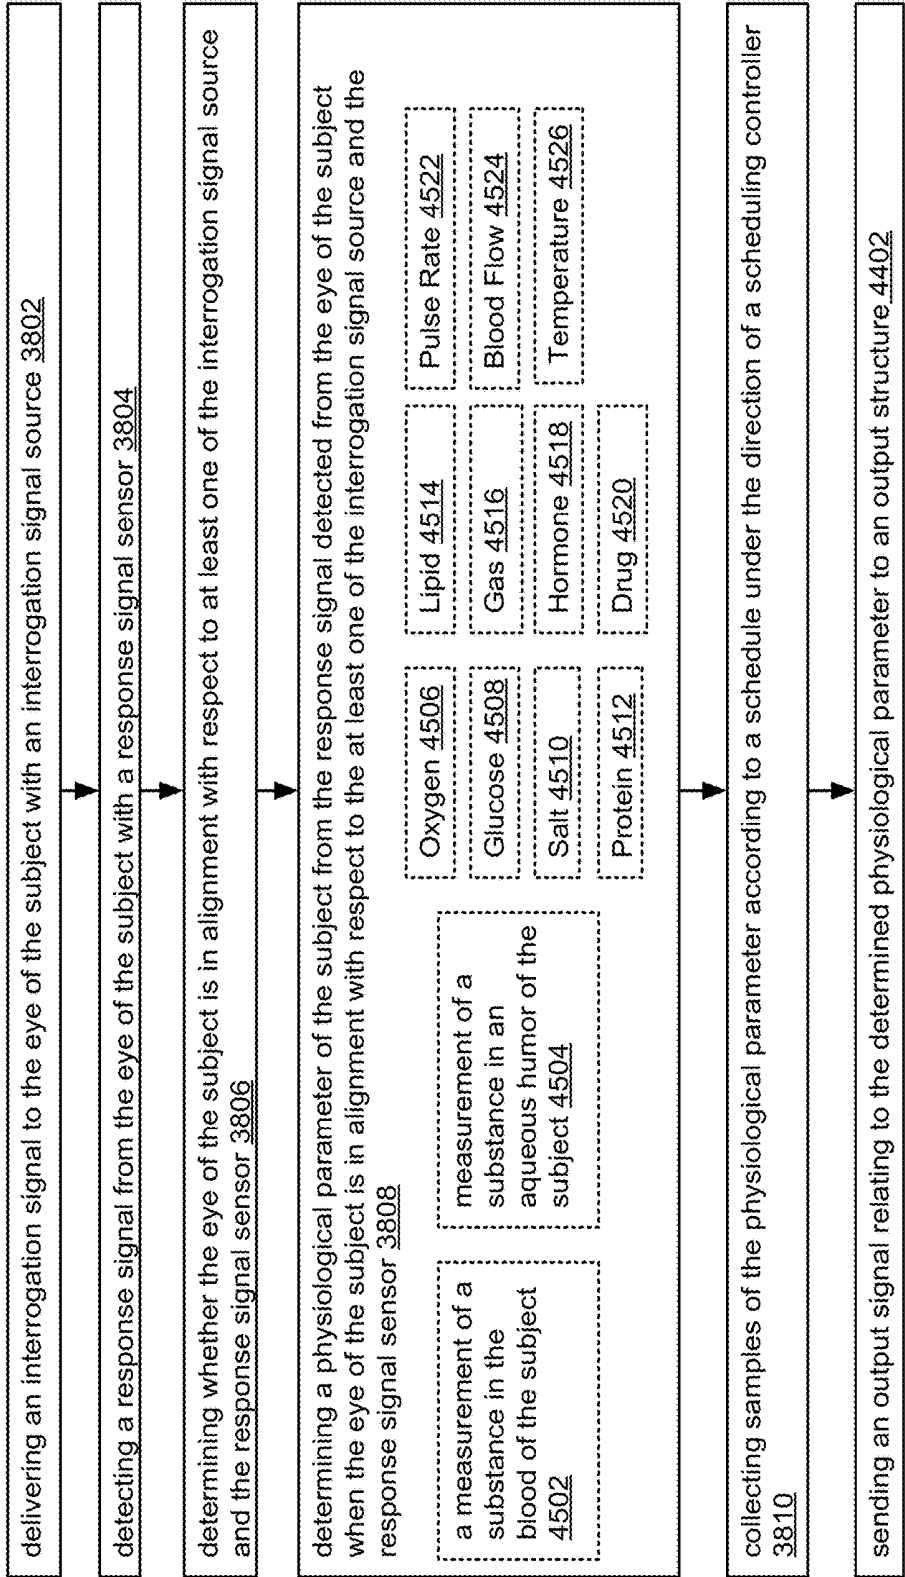 delivering an interrogation signal to the eye of the subject with an interrogation signal source 3802
detecting a response signal from the eye of the subject with a response signal sensor 3804
determining whether the eye of the subject is in alignment with respect to at least one of the interrogation signal source
and the response signal sensor 3806
determining a physiological parameter of the subject from the response signal detected from the eye of the subject
when the eye of the subject is in alignment with respect to the at least one of the interrogation signal source and the
response signal sensor 3808
a measurement of a
substance in the
blood of the subject
4502
measurement of a
substance in an
aqueous humor of the
subject 4504
Oxygen 4506
Glucose 4508
Salt 4510
Protein 4512
Lipid 4514
Gas 4516
Hormone 4518
Drug 4520
Pulse Rate 4522
Blood Flow 4524
Temperature 4526
collecting samples of the physiological parameter according to a schedule under the direction of a scheduling controller
3810
sending an output signal relating to the determined physiological parameter to an output structure 4402